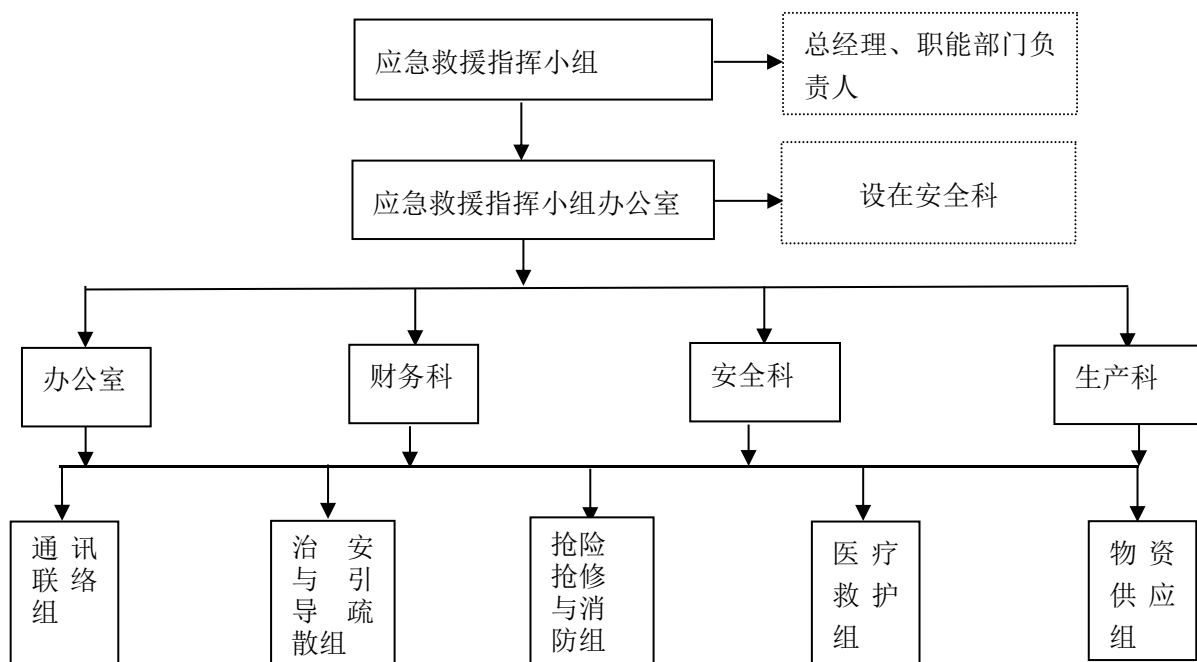 应急救援指挥小组
总经理、职能部门负
责人
应急救援指挥小组办公室
设在安全科
办公室
财务科
安全科
生产科
通讯
联络
组
治安
与引
导疏
散组
抢险
抢修
与消
防组
医疗
救护
组
物资
供应
组